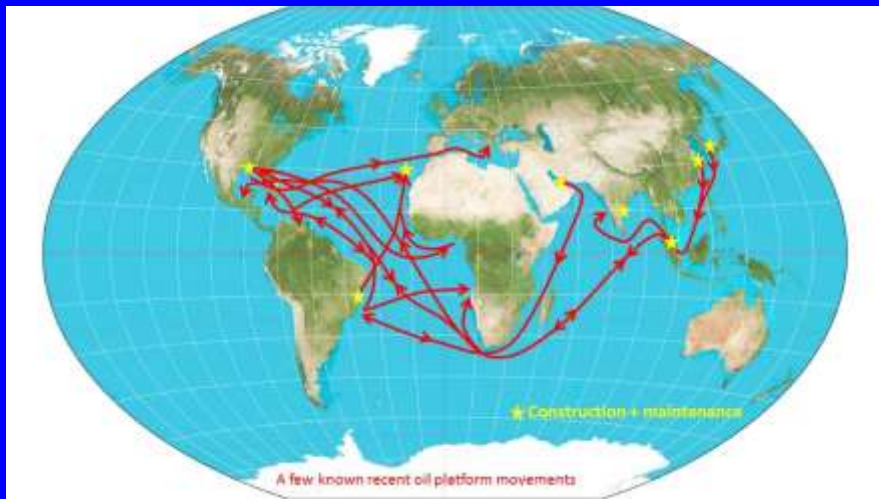 Construction + maintenance
A few known recent oil platform movements